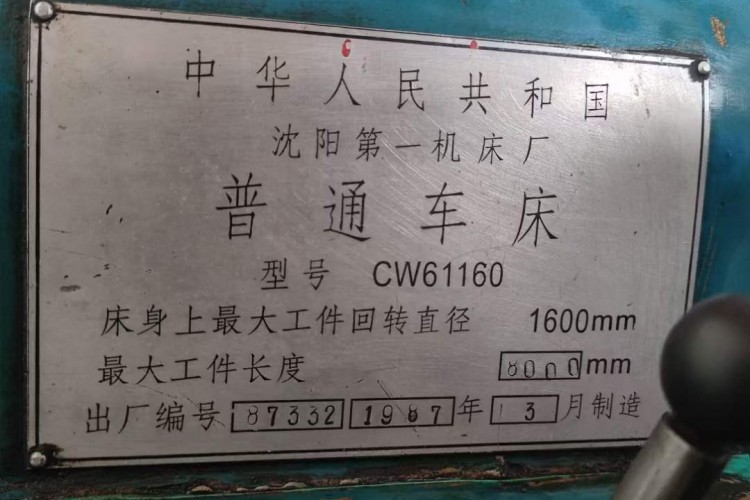 中华人民共和国
沈阳第一机床厂
普通车床
型号 CW61160
床身上最大工件回转直径 1600mm
最大工件长度 8000mm
出厂编号 87332 1987年 3月制造